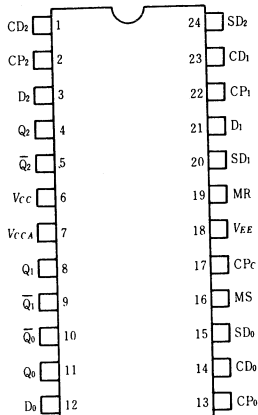 CD₂ 1 24 SD₂
CP₂ 2 23 CD₁
D₂ 3 22 CP₁
Q₂ 4 21 D₁
Q̅₂ 5 20 SD₁
VCC 6 19 MR
VCCA 7 18 VEE
Q₁ 8 17 CPC
Q̅₁ 9 16 MS
Q̅₀ 10 15 SD₀
Q₀ 11 14 CD₀
D₀ 12 13 CP₀